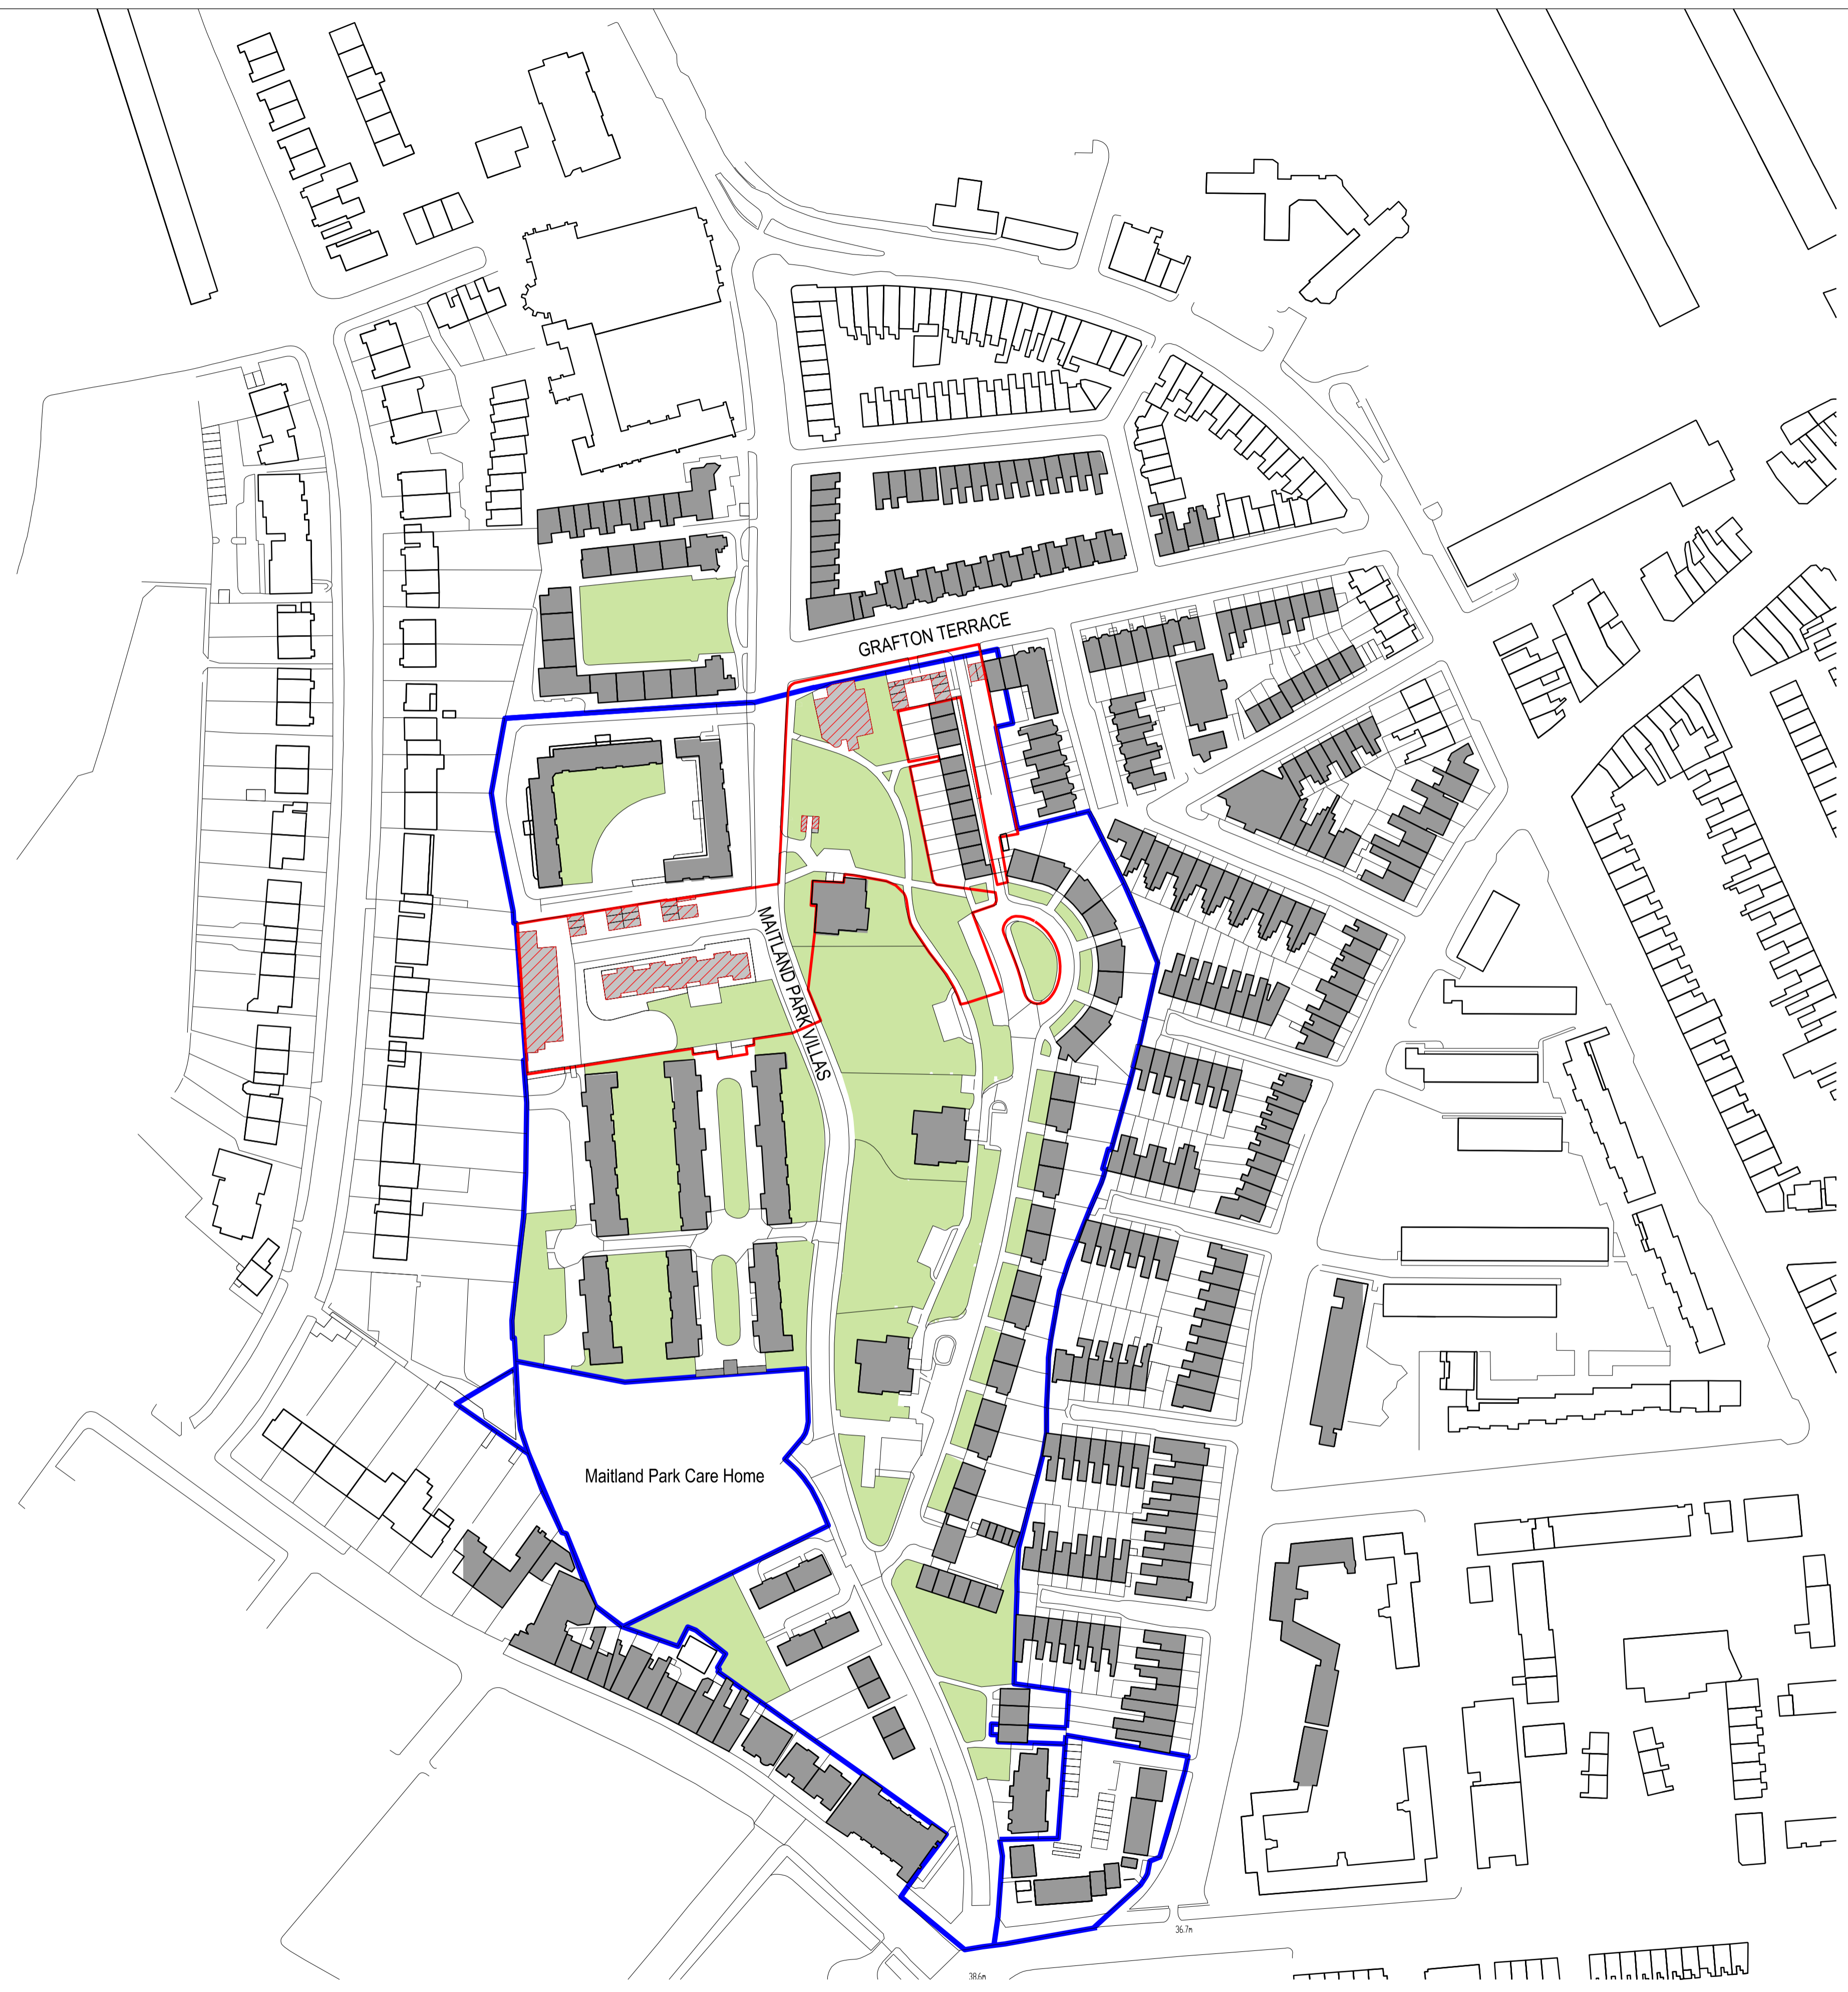 GRAFTON TERRACE
MAITLAND PARK VILLAS
Maitland Park Care Home
36.7m
38.6m